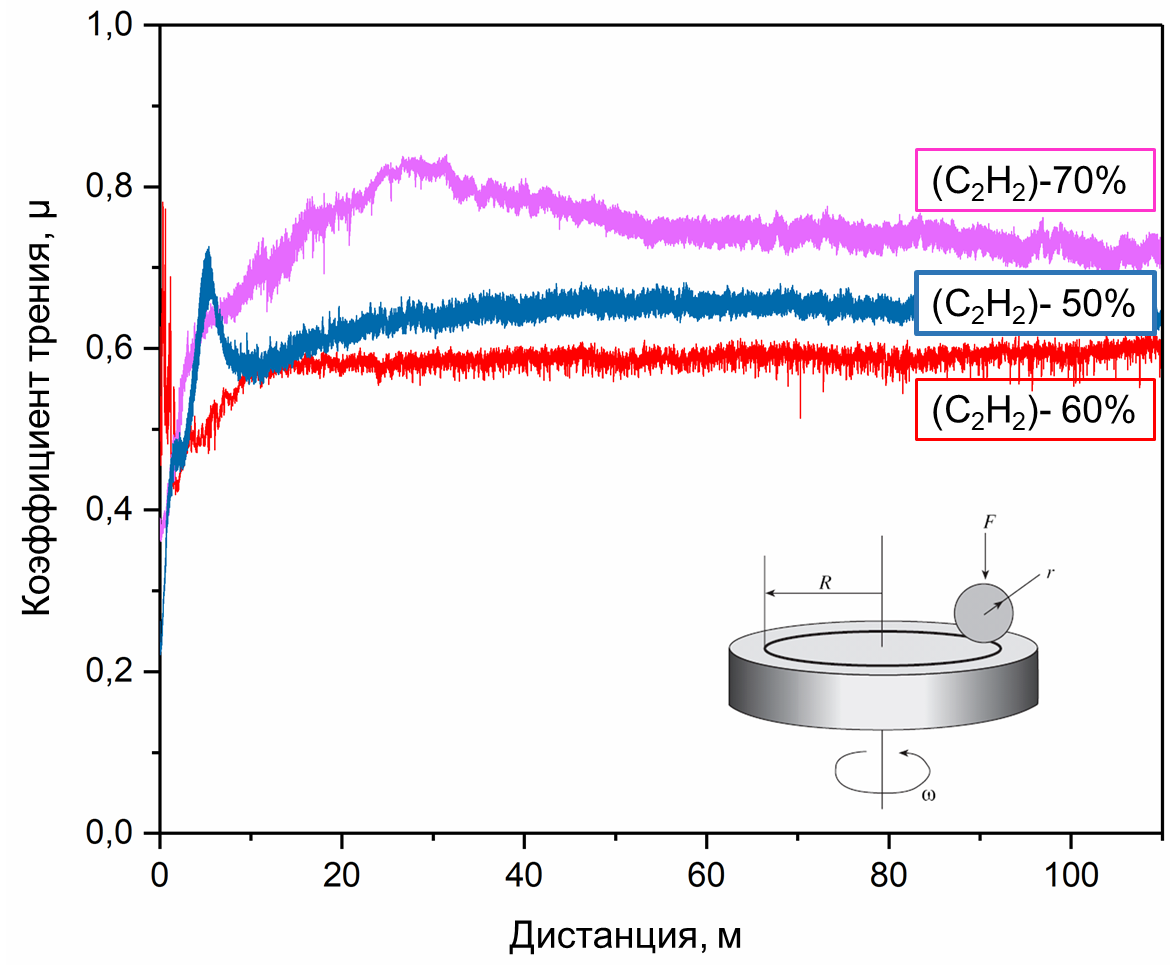 Коэффициент трения, μ
1,0
0,8
0,6
0,4
0,2
0,0
(C₂H₂)-70%
(C₂H₂)- 50%
(C₂H₂)- 60%
F
r
R
ω
0 20 40 60 80 100
Дистанция, м